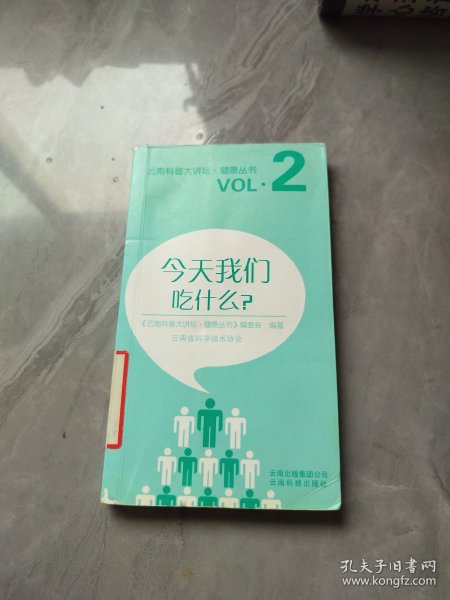 云南科普大讲坛·健康丛书
VOL·2
今天我们
吃什么?
《云南科普大讲坛·健康丛书》编委会 编著
云南省科学技术协会
云南出版集团公司
云南科技出版社
孔夫子旧书网
www.kongfz.com